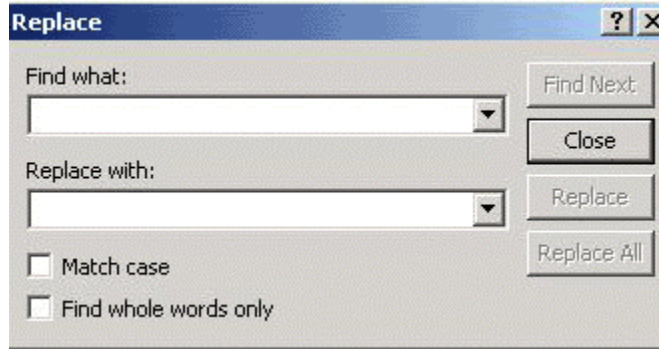 Replace
Find what:
Find Next
Close
Replace with:
Replace
Replace All
Match case
Find whole words only